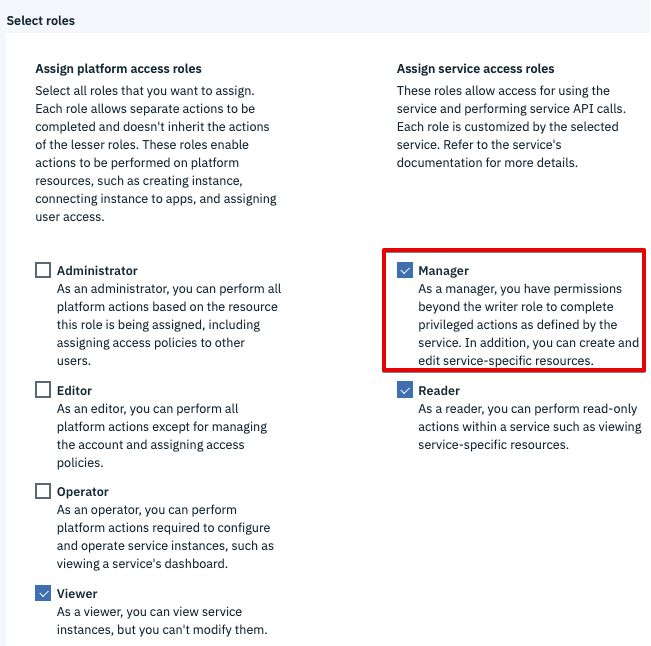 Select roles
Assign platform access roles
Select all roles that you want to assign.
Each role allows separate actions to be
completed and doesn't inherit the actions
of the lesser roles. These roles enable
actions to be performed on platform
resources, such as creating instance,
connecting instance to apps, and assigning
user access.
Administrator
As an administrator, you can perform all
platform actions based on the resource
this role is being assigned, including
assigning access policies to other
users.
Editor
As an editor, you can perform all
platform actions except for managing
the account and assigning access
policies.
Operator
As an operator, you can perform
platform actions required to configure
and operate service instances, such as
viewing a service's dashboard.
Viewer
As a viewer, you can view service
instances, but you can't modify them.
Assign service access roles
These roles allow access for using the
service and performing service API calls.
Each role is customized by the selected
service. Refer to the service's
documentation for more details.
Manager
As a manager, you have permissions
beyond the writer role to complete
privileged actions as defined by the
service. In addition, you can create and
edit service-specific resources.
Reader
As a reader, you can perform read-only
actions within a service such as viewing
service-specific resources.